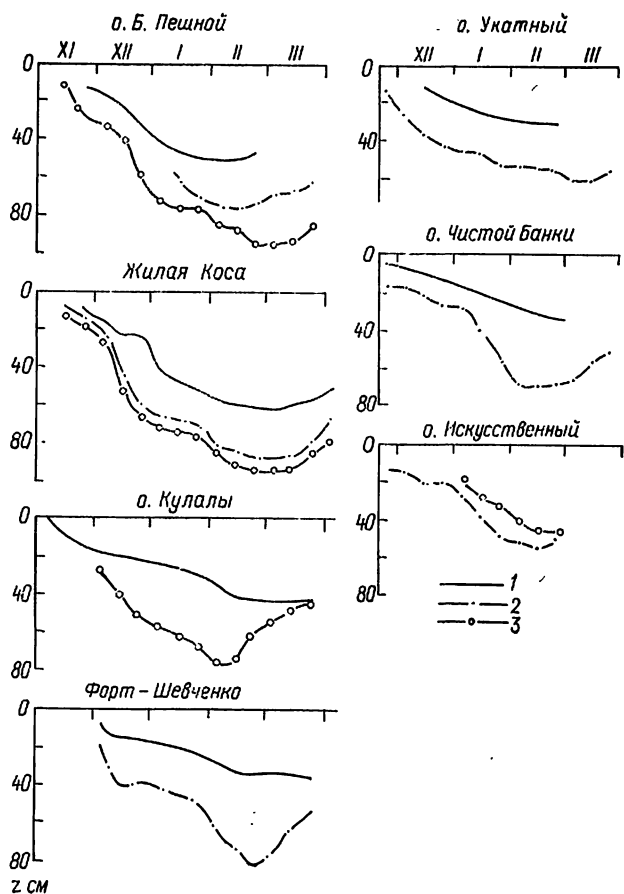 о. Б. Пешной
XI XII I II III
0
40
80
Жилая Коса
0
40
80
о. Кулалы
0
40
80
Форт – Шевченко
0
40
80
z см
о. Укатный
XII I II III
0
40
о. Чистой Банки
0
40
80
о. Искусственный
0
40
80
1
2
3